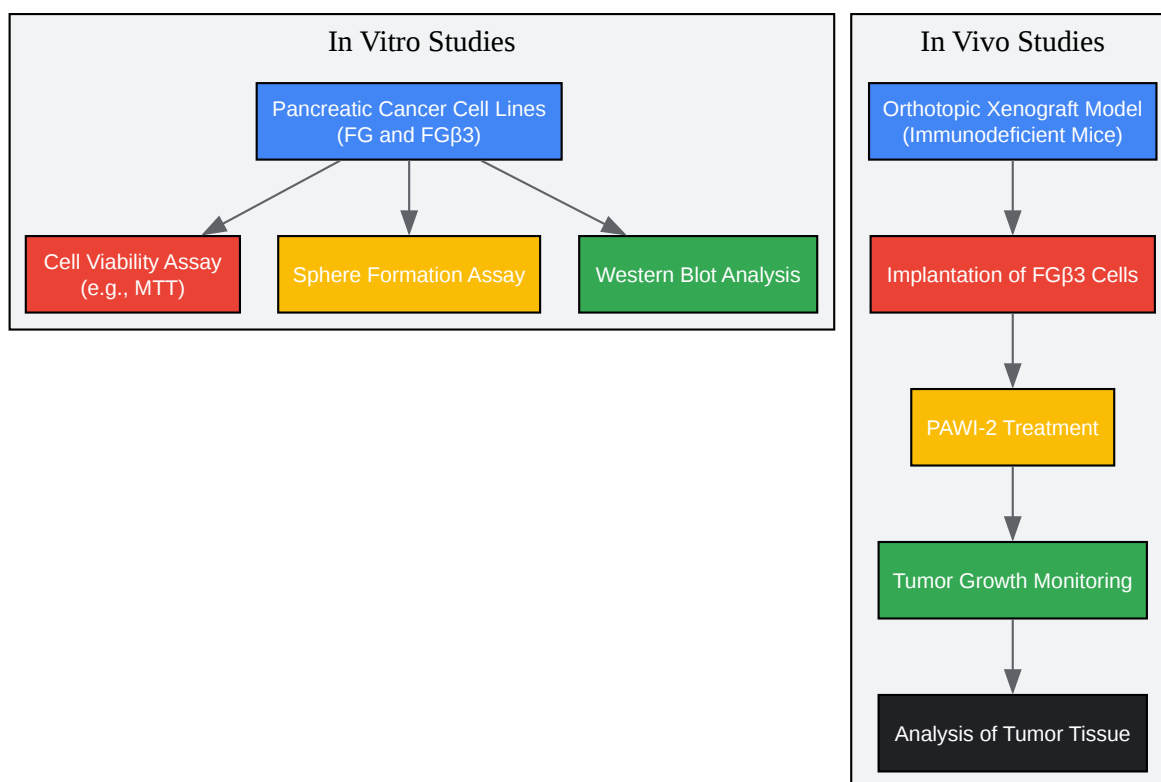 In Vitro Studies
Pancreatic Cancer Cell Lines
(FG and FGβ3)
Cell Viability Assay
(e.g., MTT)
Sphere Formation Assay
Western Blot Analysis
In Vivo Studies
Orthotopic Xenograft Model
(Immunodeficient Mice)
Implantation of FGβ3 Cells
PAWI-2 Treatment
Tumor Growth Monitoring
Analysis of Tumor Tissue